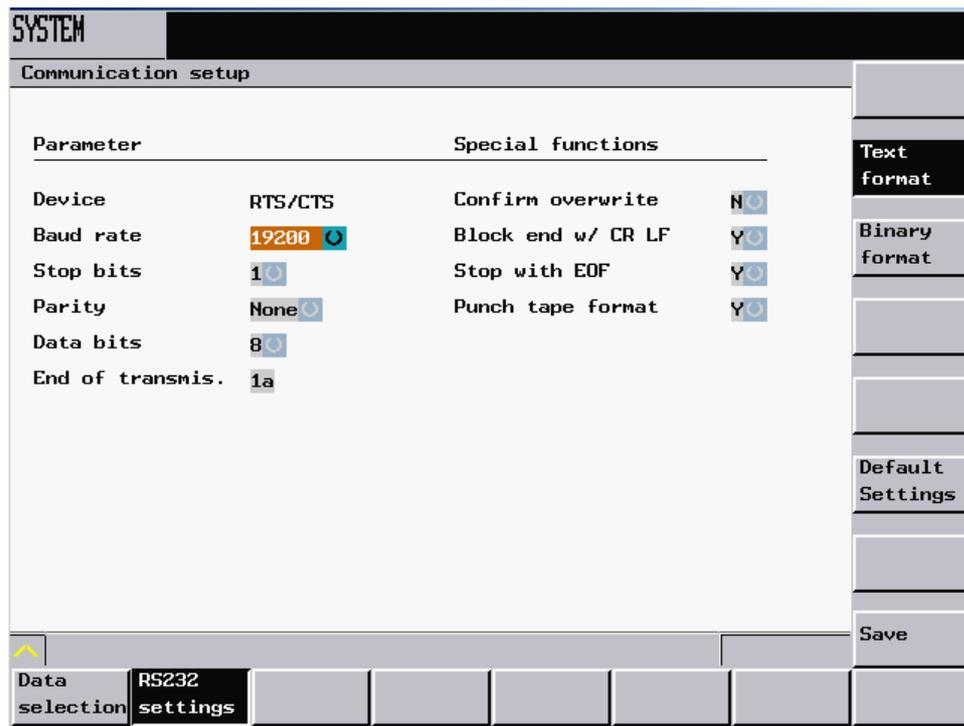 SYSTEM
Communication setup
Parameter
Special functions
Device RTS/CTS
Confirm overwrite N
Baud rate 19200
Block end w/ CR LF Y
Stop bits 1
Stop with EOF Y
Parity None
Punch tape format Y
Data bits 8
End of transmis. 1a
Text
format
Binary
format
Default
Settings
Save
Data
selection
RS232
settings